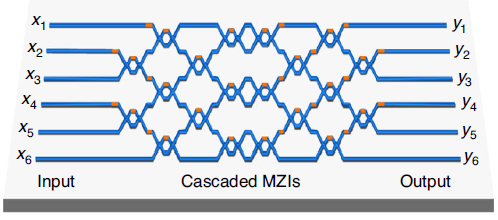 x1 y1
x2 y2
x3 y3
x4 y4
x5 y5
x6 y6
Input Cascaded MZIs Output